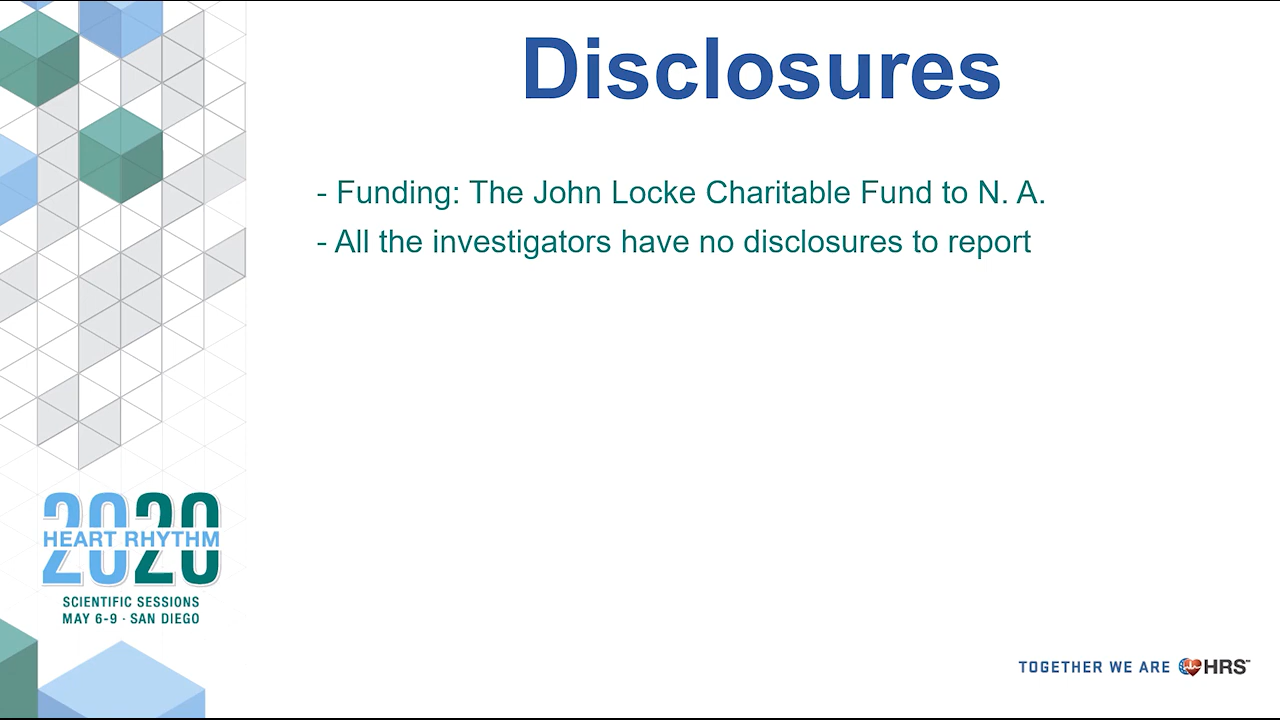 Disclosures
- Funding: The John Locke Charitable Fund to N. A.
- All the investigators have no disclosures to report
2020
HEART RHYTHM
SCIENTIFIC SESSIONS
MAY 6-9 · SAN DIEGO
TOGETHER WE ARE HRS™